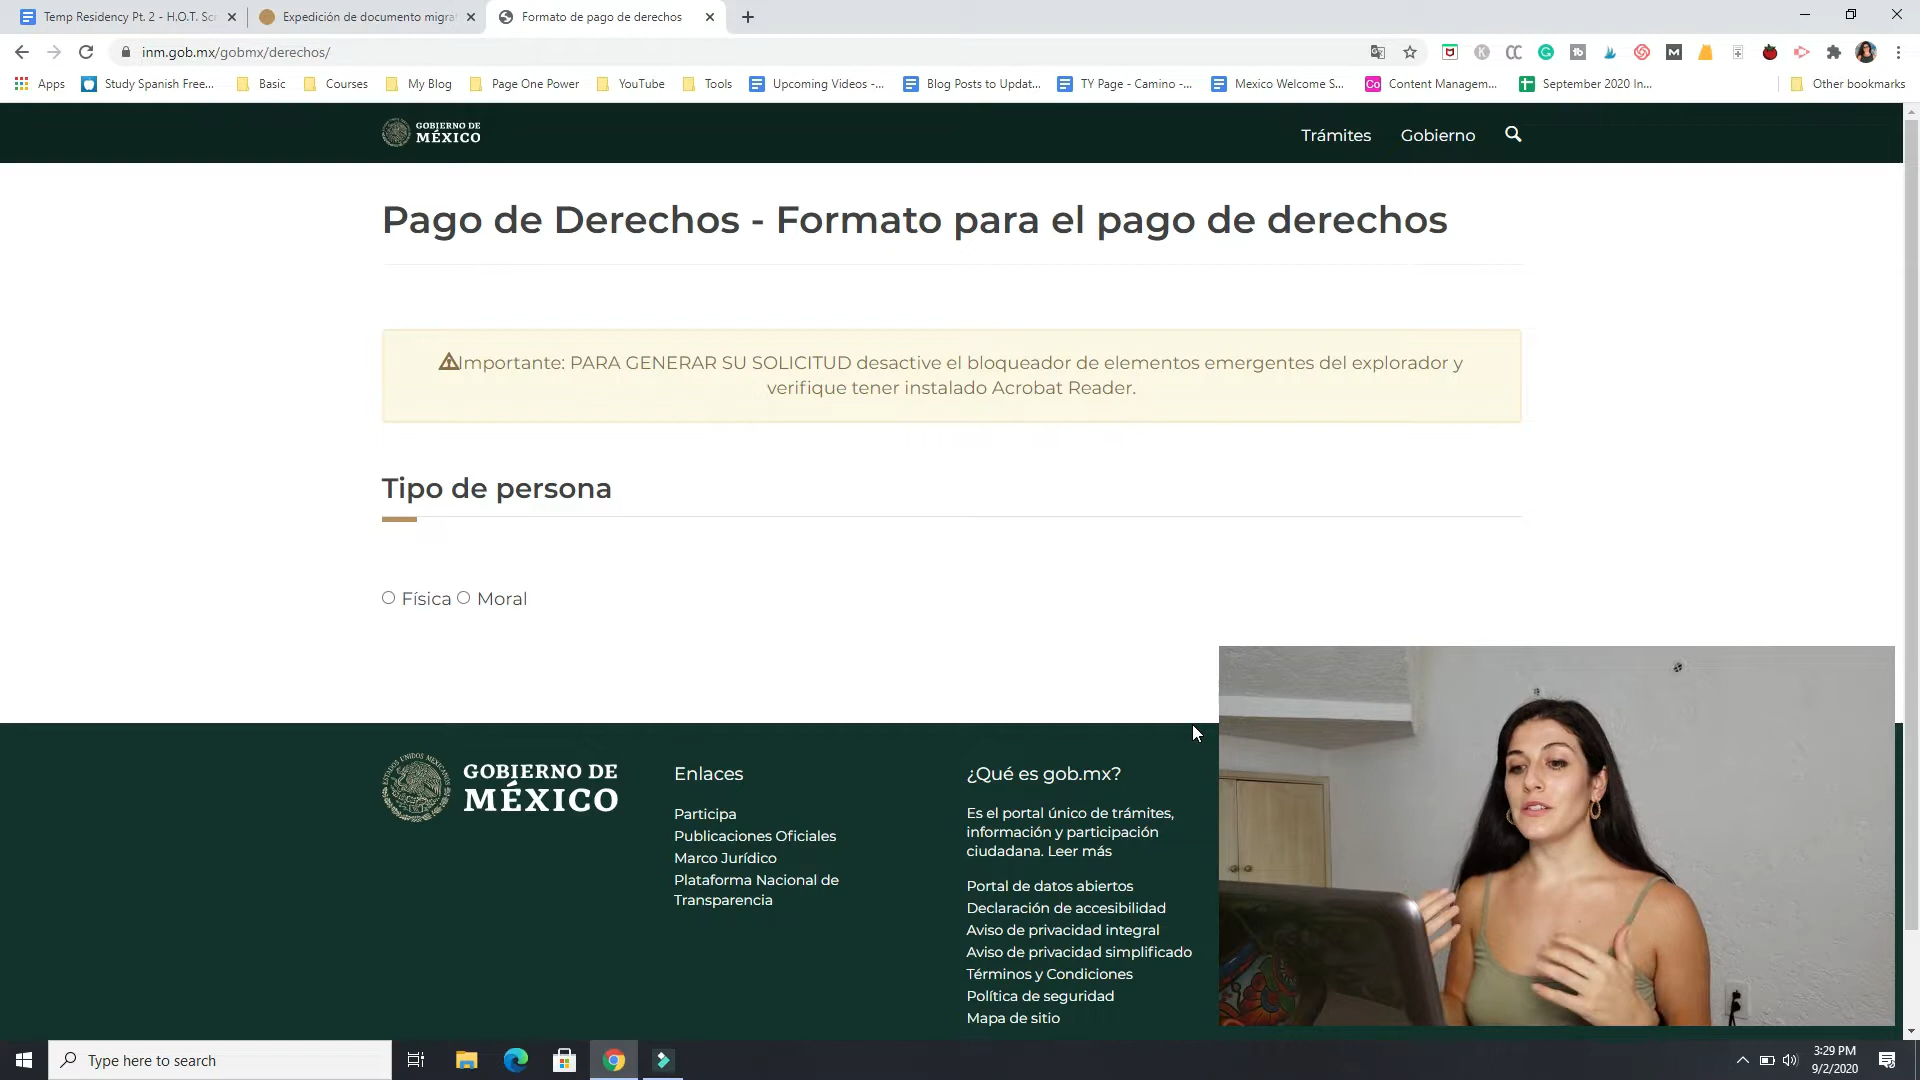 Temp Residency Pt. 2 - H.O.T. Scr
Expedición de documento migrat
Formato de pago de derechos
inm.gob.mx/gobmx/derechos/
Apps
Study Spanish Free...
Basic
Courses
My Blog
Page One Power
YouTube
Tools
Upcoming Videos -...
Blog Posts to Updat...
TY Page - Camino -...
Mexico Welcome S...
Content Managem...
September 2020 In...
Other bookmarks
GOBIERNO DE
MÉXICO
Trámites
Gobierno
Pago de Derechos - Formato para el pago de derechos
Importante: PARA GENERAR SU SOLICITUD desactive el bloqueador de elementos emergentes del explorador y
verifique tener instalado Acrobat Reader.
Tipo de persona
Física
Moral
GOBIERNO DE
MÉXICO
Enlaces
Participa
Publicaciones Oficiales
Marco Jurídico
Plataforma Nacional de
Transparencia
¿Qué es gob.mx?
Es el portal único de trámites,
información y participación
ciudadana. Leer más
Portal de datos abiertos
Declaración de accesibilidad
Aviso de privacidad integral
Aviso de privacidad simplificado
Términos y Condiciones
Política de seguridad
Mapa de sitio
Type here to search
3:29 PM
9/2/2020